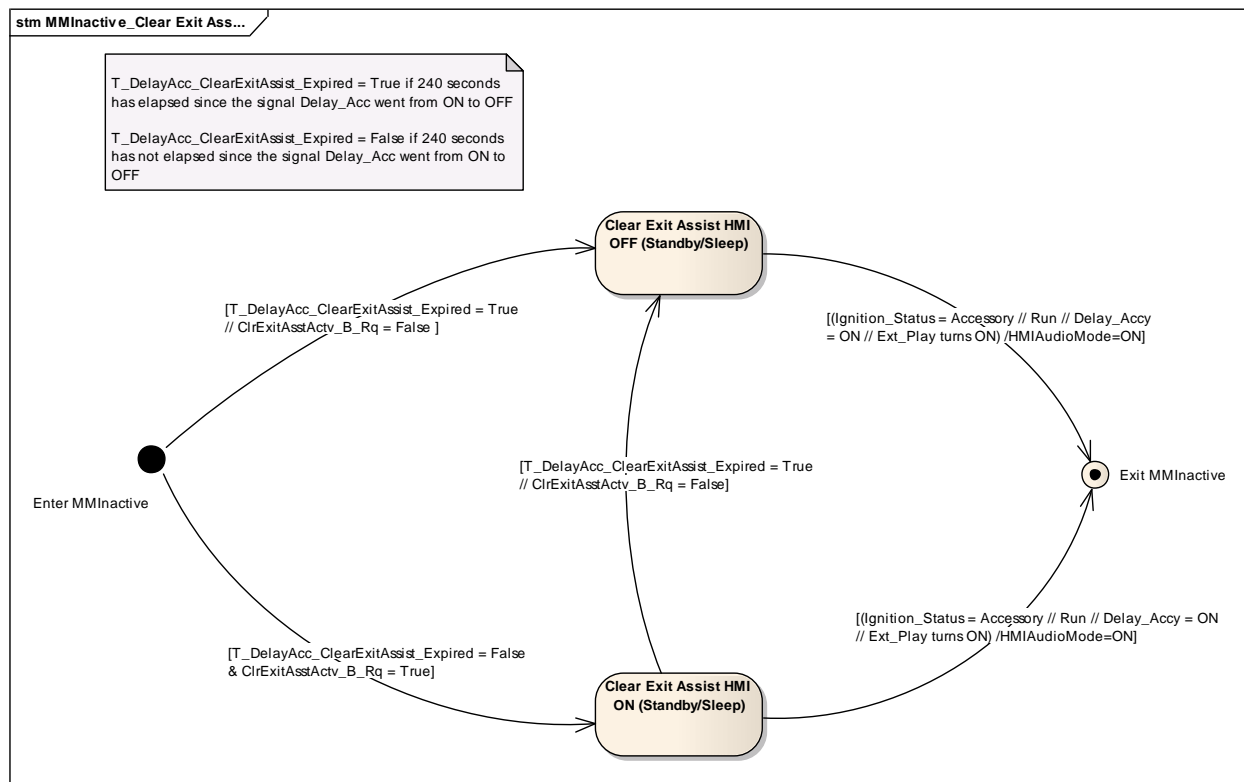 stm MMInactive_Clear Exit Ass...
T_DelayAcc_ClearExitAssist_Expired = True if 240 seconds
has elapsed since the signal Delay_Acc went from ON to OFF
T_DelayAcc_ClearExitAssist_Expired = False if 240 seconds
has not elapsed since the signal Delay_Acc went from ON to
OFF
Clear Exit Assist HMI
OFF (Standby/Sleep)
[T_DelayAcc_ClearExitAssist_Expired = True
// ClrExitAsstActv_B_Rq = False ]
[(Ignition_Status = Accessory // Run // Delay_Accy
= ON // Ext_Play turns ON) /HMIAudioMode=ON]
[T_DelayAcc_ClearExitAssist_Expired = True
// ClrExitAsstActv_B_Rq = False]
Enter MMInactive
Exit MMInactive
[(Ignition_Status = Accessory // Run // Delay_Accy = ON
// Ext_Play turns ON) /HMIAudioMode=ON]
[T_DelayAcc_ClearExitAssist_Expired = False
& ClrExitAsstActv_B_Rq = True]
Clear Exit Assist HMI
ON (Standby/Sleep)